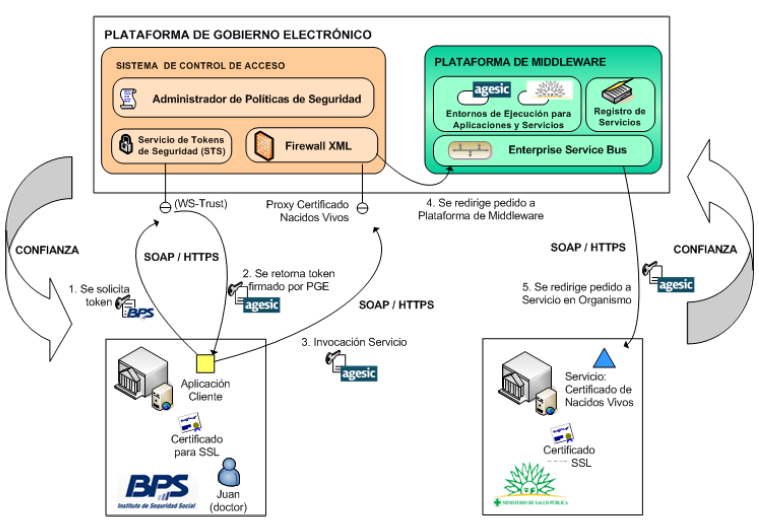 PLATAFORMA DE GOBIERNO ELECTRÓNICO
SISTEMA DE CONTROL DE ACCESO
Administrador de Políticas de Seguridad
Servicio de Tokens
de Seguridad (STS)
Firewall XML
PLATAFORMA DE MIDDLEWARE
agesic
Entornos de Ejecución para
Aplicaciones y Servicios
Registro de
Servicios
Enterprise Service Bus
(WS-Trust)
Proxy Certificado
Nacidos Vivos
4. Se redirige pedido a
Plataforma de Middleware
CONFIANZA
SOAP / HTTPS
1. Se solicita
token
BPS
2. Se retorna token
firmado por PGE
agesic
SOAP / HTTPS
3. Invocación Servicio
agesic
SOAP / HTTPS
CONFIANZA
5. Se redirige pedido a
Servicio en Organismo
agesic
Aplicación
Cliente
Certificado
para SSL
BPS
Instituto de Seguridad Social
Juan
(doctor)
Servicio:
Certificado de
Nacidos Vivos
Certificado
SSL
MINISTERIO DE SALUD PÚBLICA